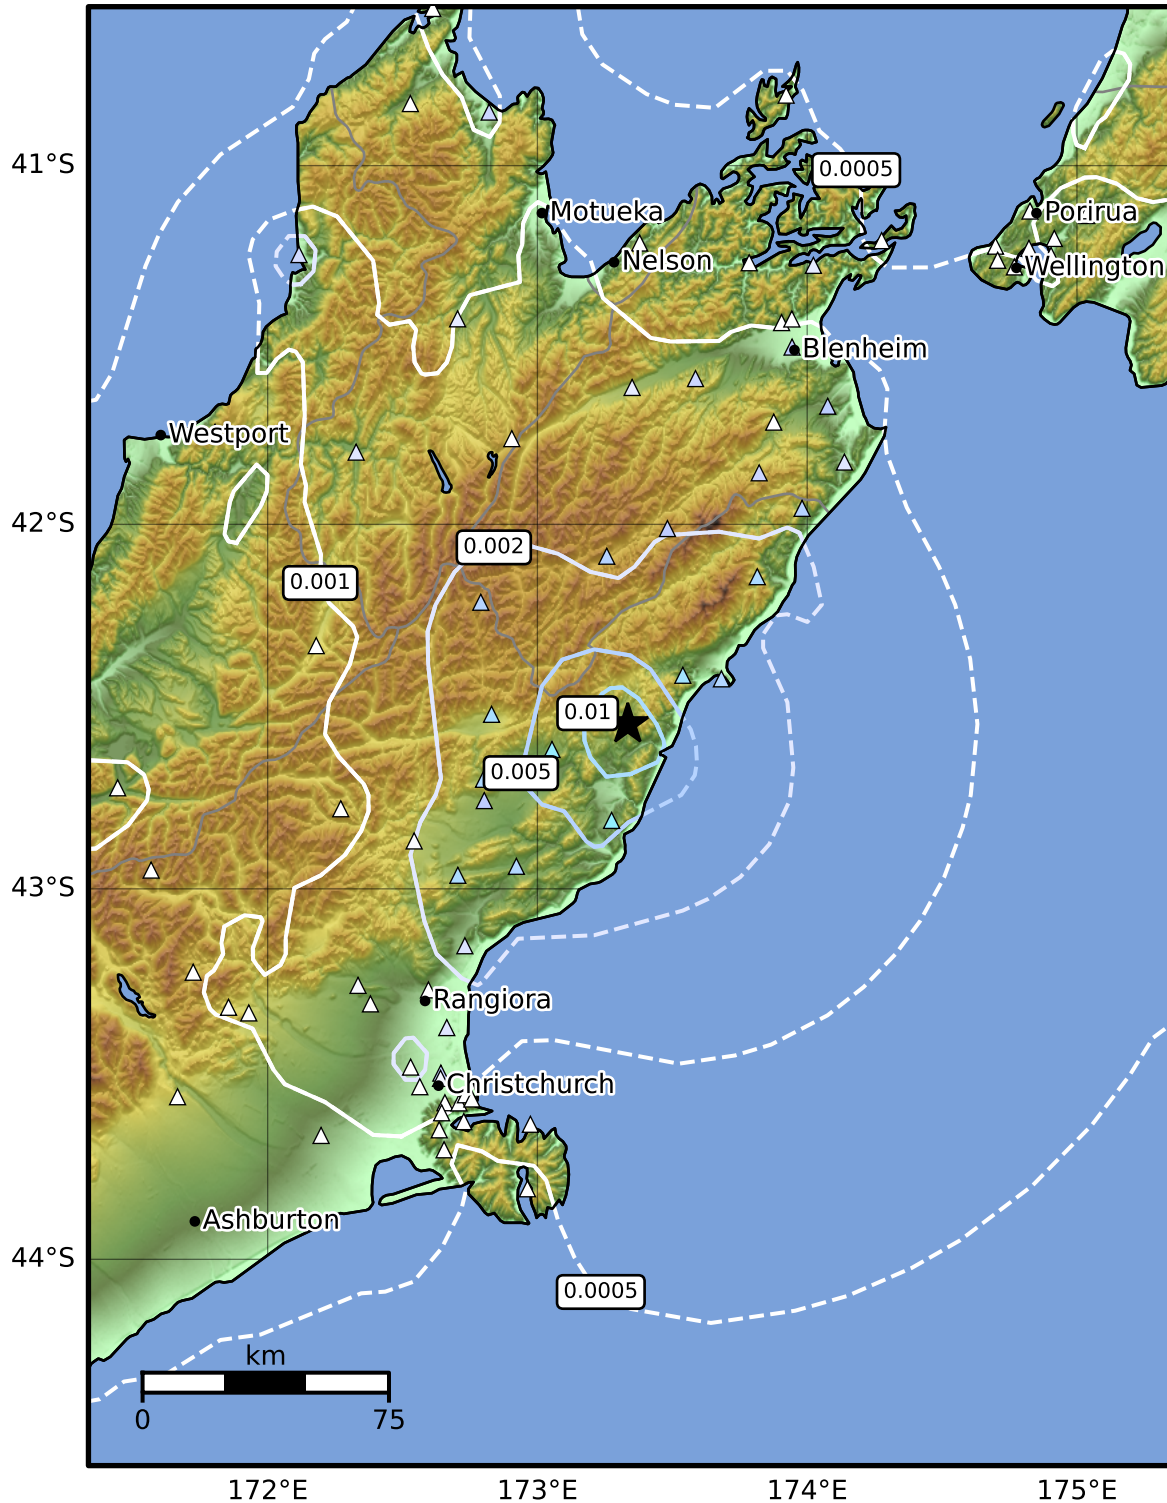 0.0005
41°S
Motueka
Porirua
Nelson
Wellington
Blenheim
Westport
42°S
0.002
0.001
0.01
0.005
43°S
Rangiora
Christchurch
Ashburton
44°S
0.0005
km
0
75
172°E
173°E
174°E
175°E